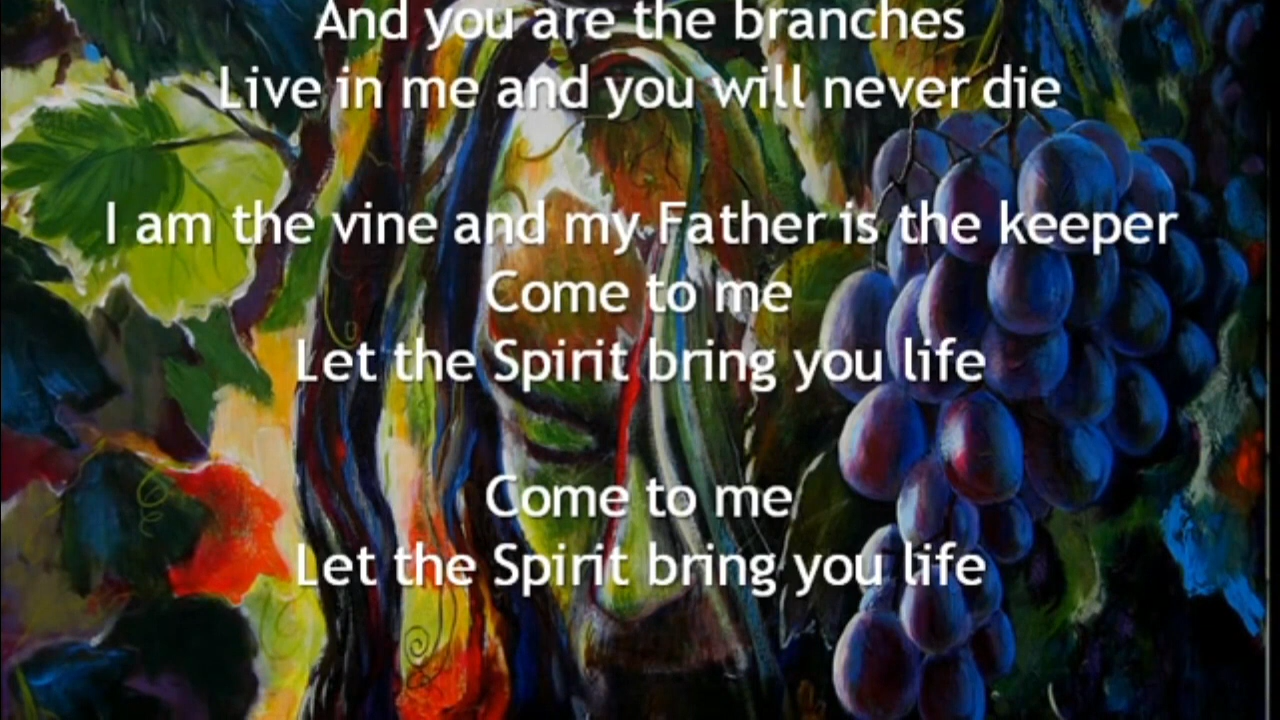 And you are the branches
Live in me and you will never die
I am the vine and my Father is the keeper
Come to me
Let the Spirit bring you life
Come to me
Let the Spirit bring you life